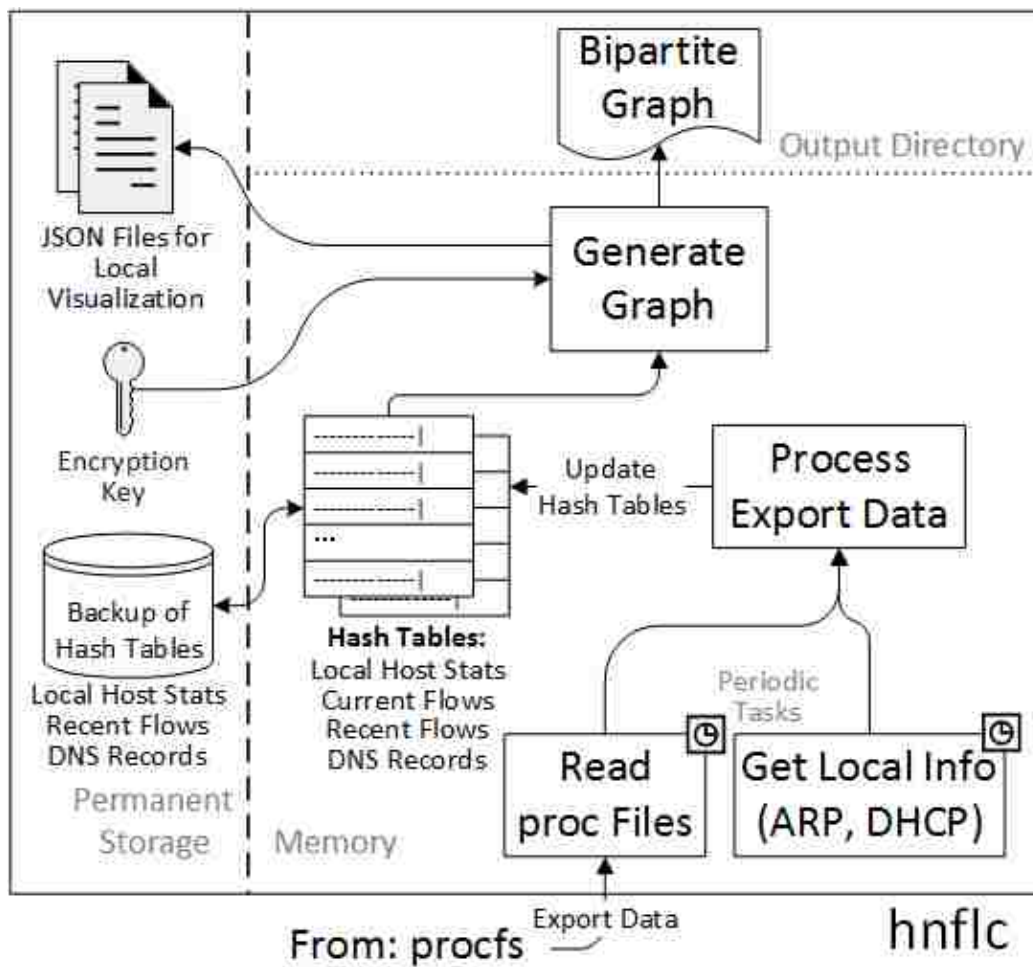 Bipartite
Graph
Output Directory
JSON Files for
Local
Visualization
Generate
Graph
Encryption
Key
Update
Hash Tables
Process
Export Data
...
Backup of
Hash Tables
Local Host Stats
Recent Flows
DNS Records
Hash Tables:
Local Host Stats
Current Flows
Recent Flows
DNS Records
Periodic
Tasks
Read
proc Files
Get Local Info
(ARP, DHCP)
Permanent
Storage
Memory
Export Data
From: procfs
hnflc